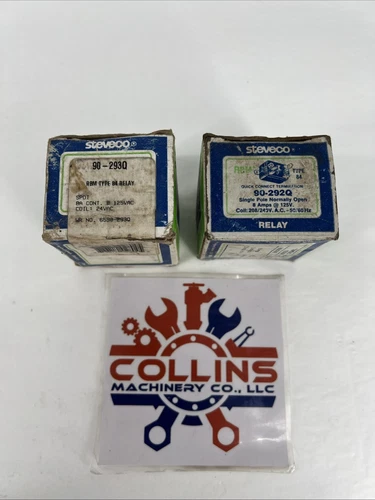 steveco
90-293Q
RBM TYPE 84 RELAY
SPDT
8A CONT. @ 125VAC
COIL: 24VAC
steveco
TYPE
84
QUICK CONNECT TERMINATION
90-292Q
Single Pole Normally Open
8 Amps @ 125V.
Coil: 208/240V. A.C.-50/60Hz
RELAY
COLLINS
MACHINERY CO., LLC